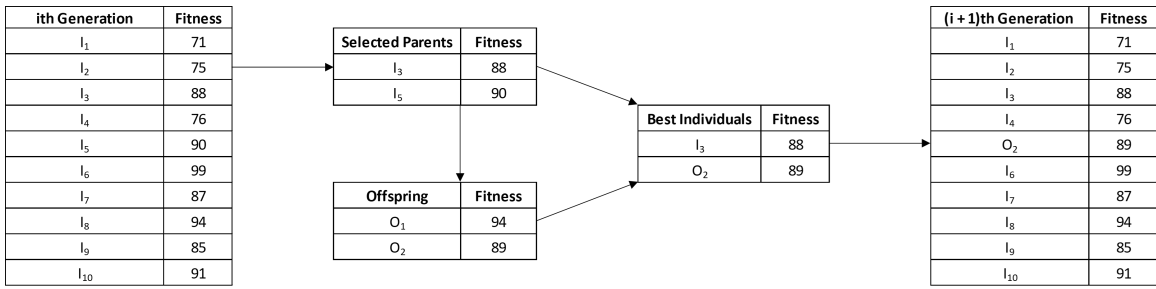 ith Generation Fitness
I₁ 71
I₂ 75
I₃ 88
I₄ 76
I₅ 90
I₆ 99
I₇ 87
I₈ 94
I₉ 85
I₁₀ 91
Selected Parents Fitness
I₃ 88
I₅ 90
Offspring Fitness
O₁ 94
O₂ 89
Best Individuals Fitness
I₃ 88
O₂ 89
(i + 1)th Generation Fitness
I₁ 71
I₂ 75
I₃ 88
I₄ 76
O₂ 89
I₆ 99
I₇ 87
I₈ 94
I₉ 85
I₁₀ 91